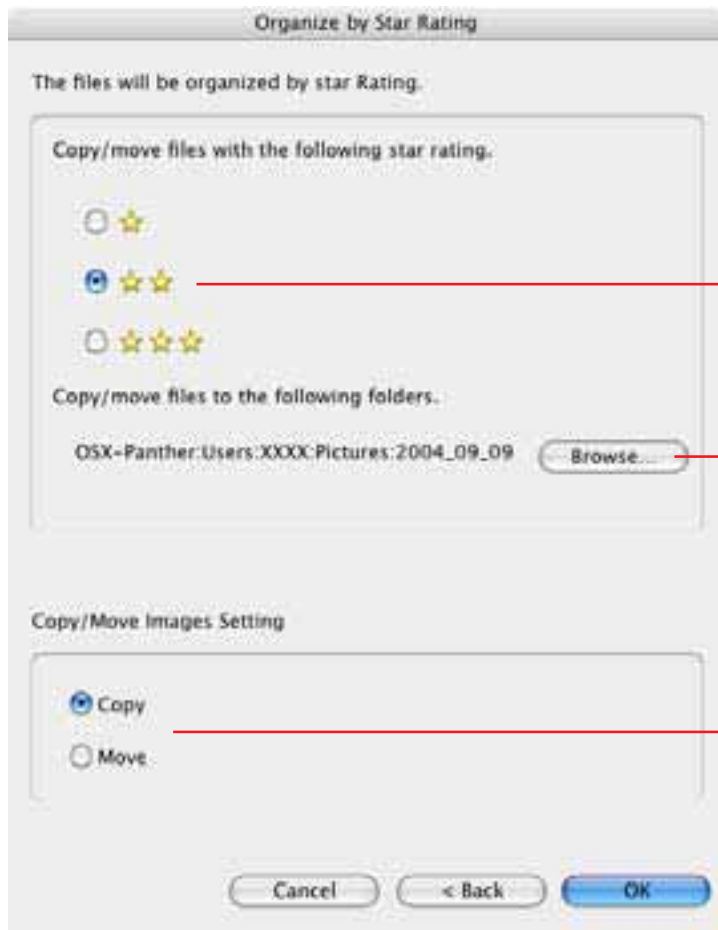 Organize by Star Rating
The files will be organized by star Rating.
Copy/move files with the following star rating.
Copy/move files to the following folders.
OSX-Panther:Users:XXXX:Pictures:2004_09_09 Browse...
Copy/Move Images Setting
Copy
Move
Cancel < Back OK